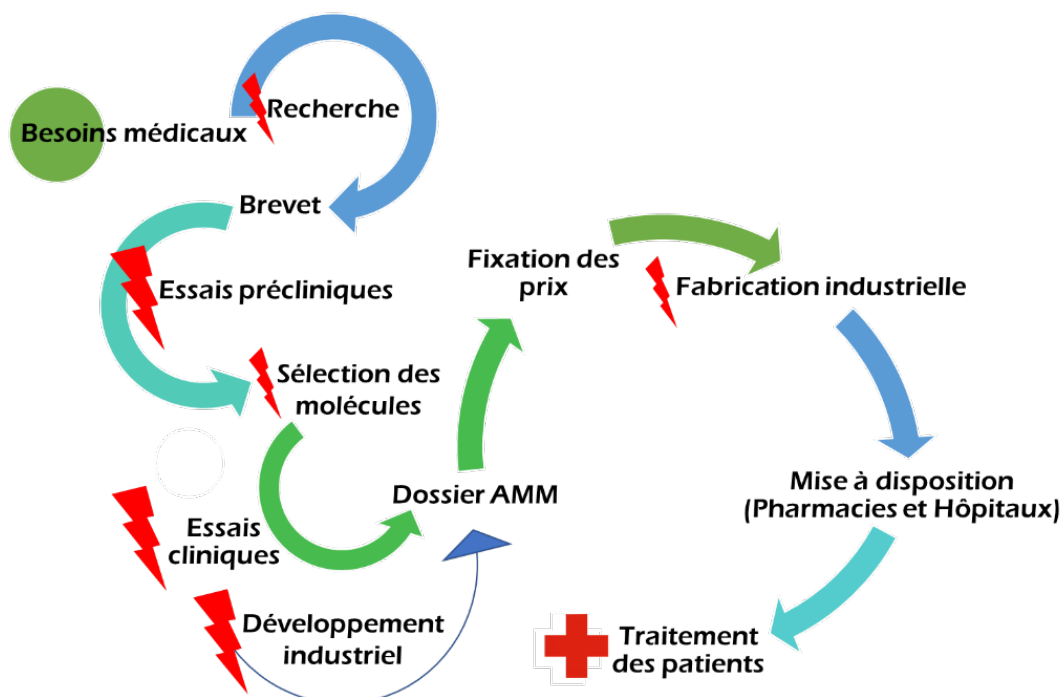 Recherche
Besoins médicaux
Brevet
Essais précliniques
Sélection des
molécules
Essais
cliniques
Développement
industriel
Dossier AMM
Fixation des
prix
Fabrication industrielle
Mise à disposition
(Pharmacies et Hôpitaux)
Traitement
des patients